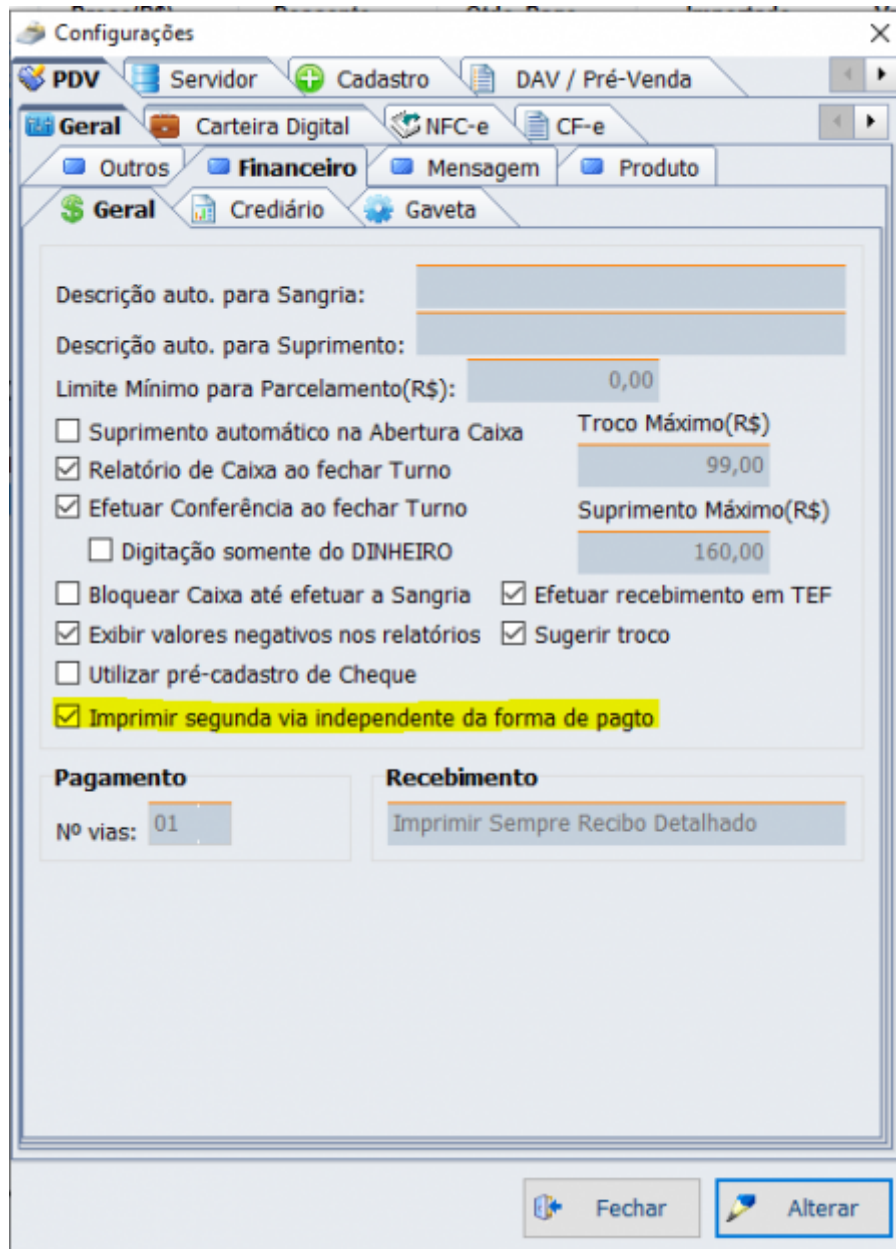 Configurações
PDV Servidor Cadastro DAV / Pré-Venda
Geral Carteira Digital NFC-e CF-e
Outros Financeiro Mensagem Produto
Geral Crediário Gaveta
Descrição auto. para Sangria:
Descrição auto. para Suprimento:
Limite Mínimo para Parcelamento(R$): 0,00
Suprimento automático na Abertura Caixa Troco Máximo(R$)
Relatório de Caixa ao fechar Turno 99,00
Efetuar Conferência ao fechar Turno Suprimento Máximo(R$)
Digitação somente do DINHEIRO 160,00
Bloquear Caixa até efetuar a Sangria Efetuar recebimento em TEF
Exibir valores negativos nos relatórios Sugerir troco
Utilizar pré-cadastro de Cheque
Imprimir segunda via independente da forma de pagto
Pagamento Recebimento
Nº vias: 01 Imprimir Sempre Recibo Detalhado
Fechar Alterar